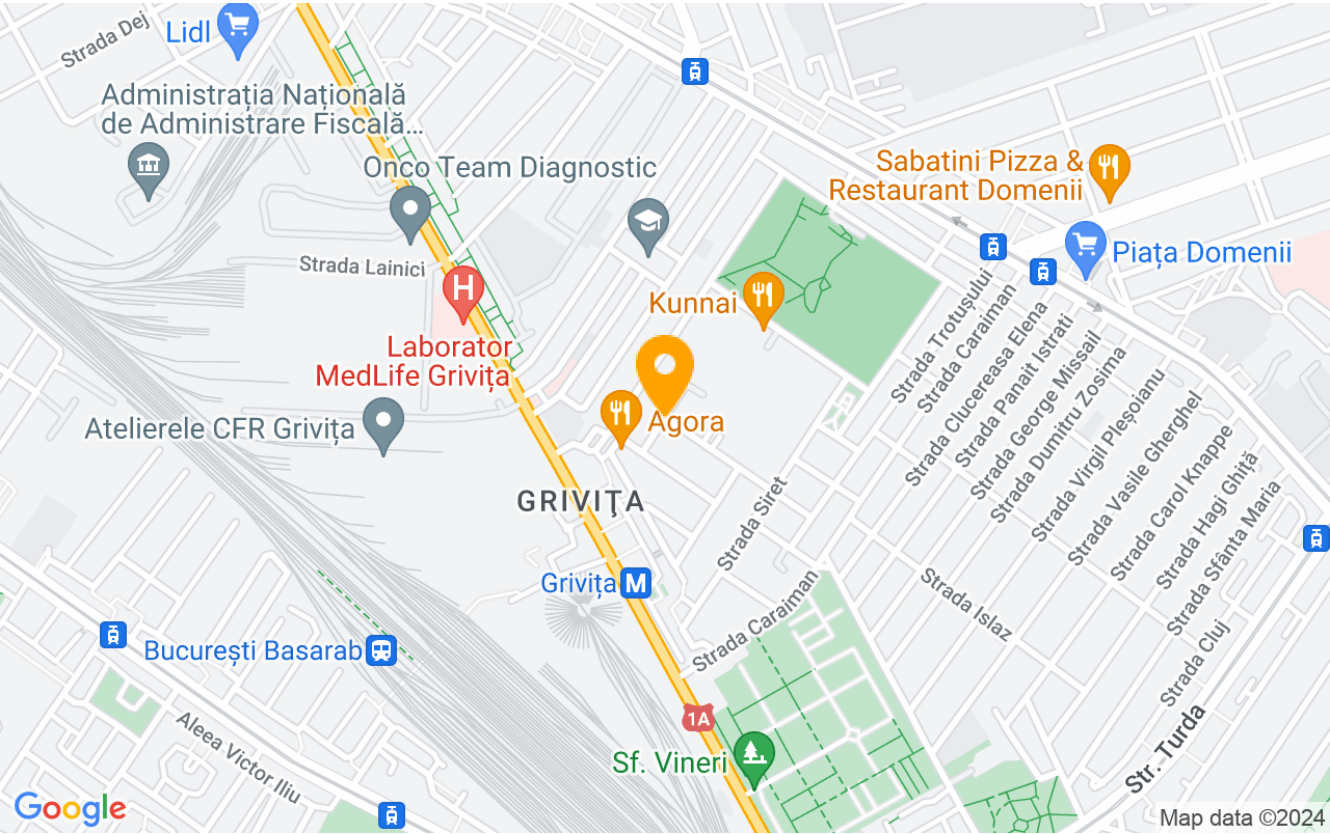 Strada Dej
Lidl
Administrația Națională
de Administrare Fiscală...
Onco Team Diagnostic
Sabatini Pizza &
Restaurant Domenii
Piața Domenii
Strada Lainici
H
Kunnai
Laborator
MedLife Grivița
Agora
Atelierele CFR Grivița
GRIVIȚA
Strada Trotușului
Strada Caraiman
Strada Clucereasa Elena
Strada Panait Istrati
Strada George Missail
Strada Dumitru Zosima
Strada Virgil Pleșoianu
Strada Vasile Gherghel
Strada Carol Knappe
Strada Hagi Ghiță
Strada Sfânta Maria
Strada Cluj
Strada Siret
Grivița M
Strada Islaz
Strada Caraiman
București Basarab
1A
Aleea Victor Iliu
Sf. Vineri
Str. Turda
Google
Map data ©2024